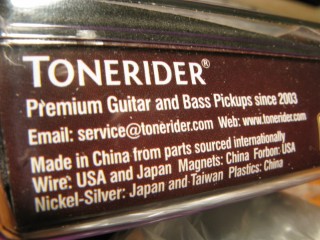 TONERIDER®
Premium Guitar and Bass Pickups since 2003
Email: service@tonerider.com Web: www.tonerider.com
Made in China from parts sourced internationally
Wire: USA and Japan Magnets: China Forbon: USA
Nickel-Silver: Japan and Taiwan Plastics: China